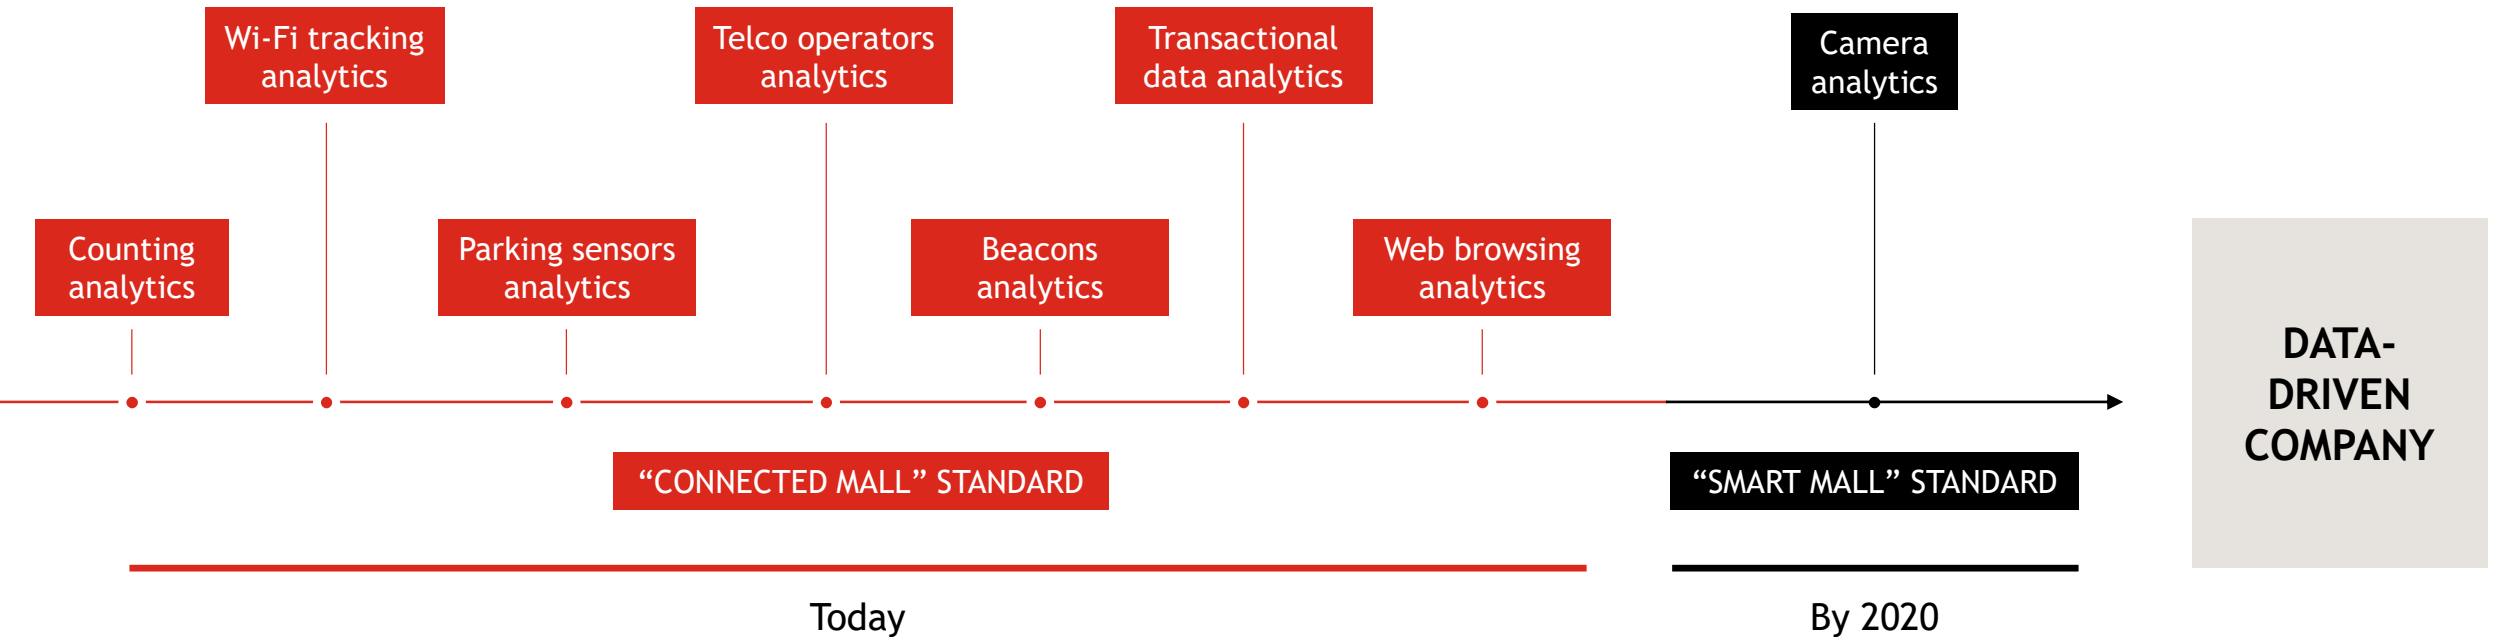 Wi-Fi tracking
analytics
Telco operators
analytics
Transactional
data analytics
Camera
analytics
Counting
analytics
Parking sensors
analytics
Beacons
analytics
Web browsing
analytics
DATA-
DRIVEN
COMPANY
“CONNECTED MALL” STANDARD
“SMART MALL” STANDARD
Today
By 2020